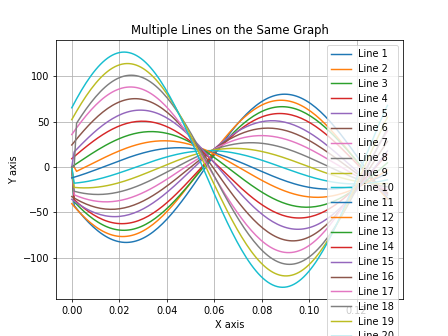 Multiple Lines on the Same Graph
Y axis
100
50
0
−50
−100
0.00
0.02
0.04
0.06
0.08
0.10
X axis
Line 1
Line 2
Line 3
Line 4
Line 5
Line 6
Line 7
Line 8
Line 9
Line 10
Line 11
Line 12
Line 13
Line 14
Line 15
Line 16
Line 17
Line 18
Line 19
Line 20